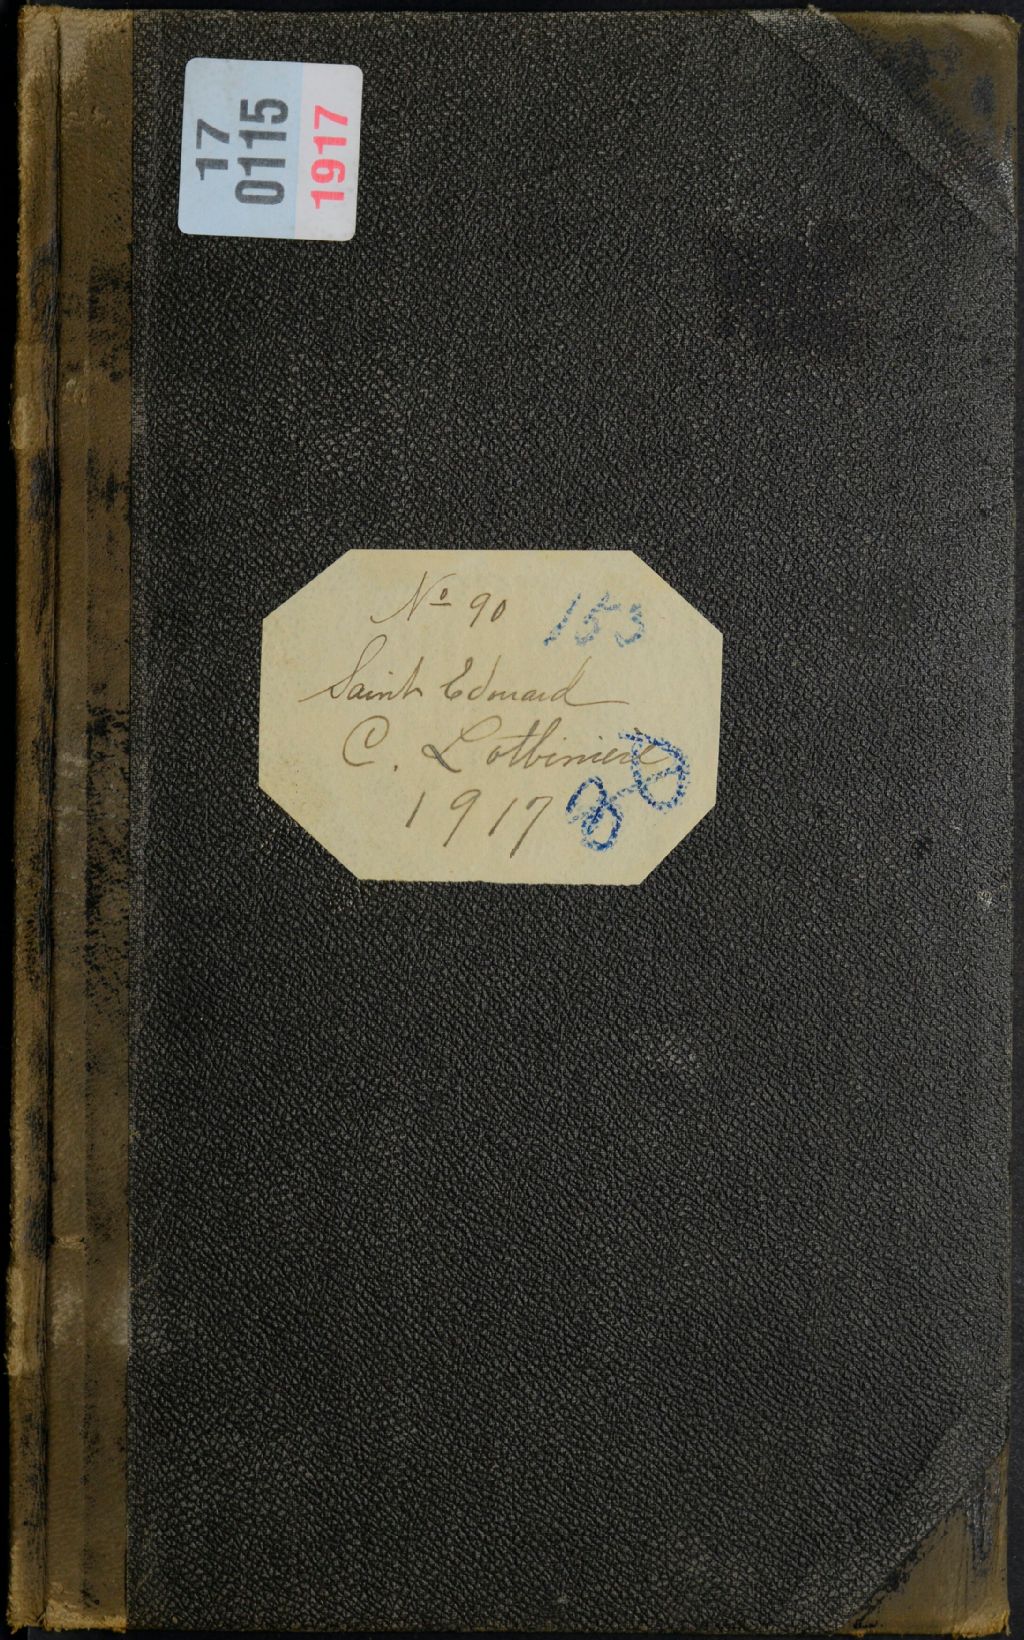 17
0115
1917
No 90 153
Saint Edouard
C. Lotbinière
1917